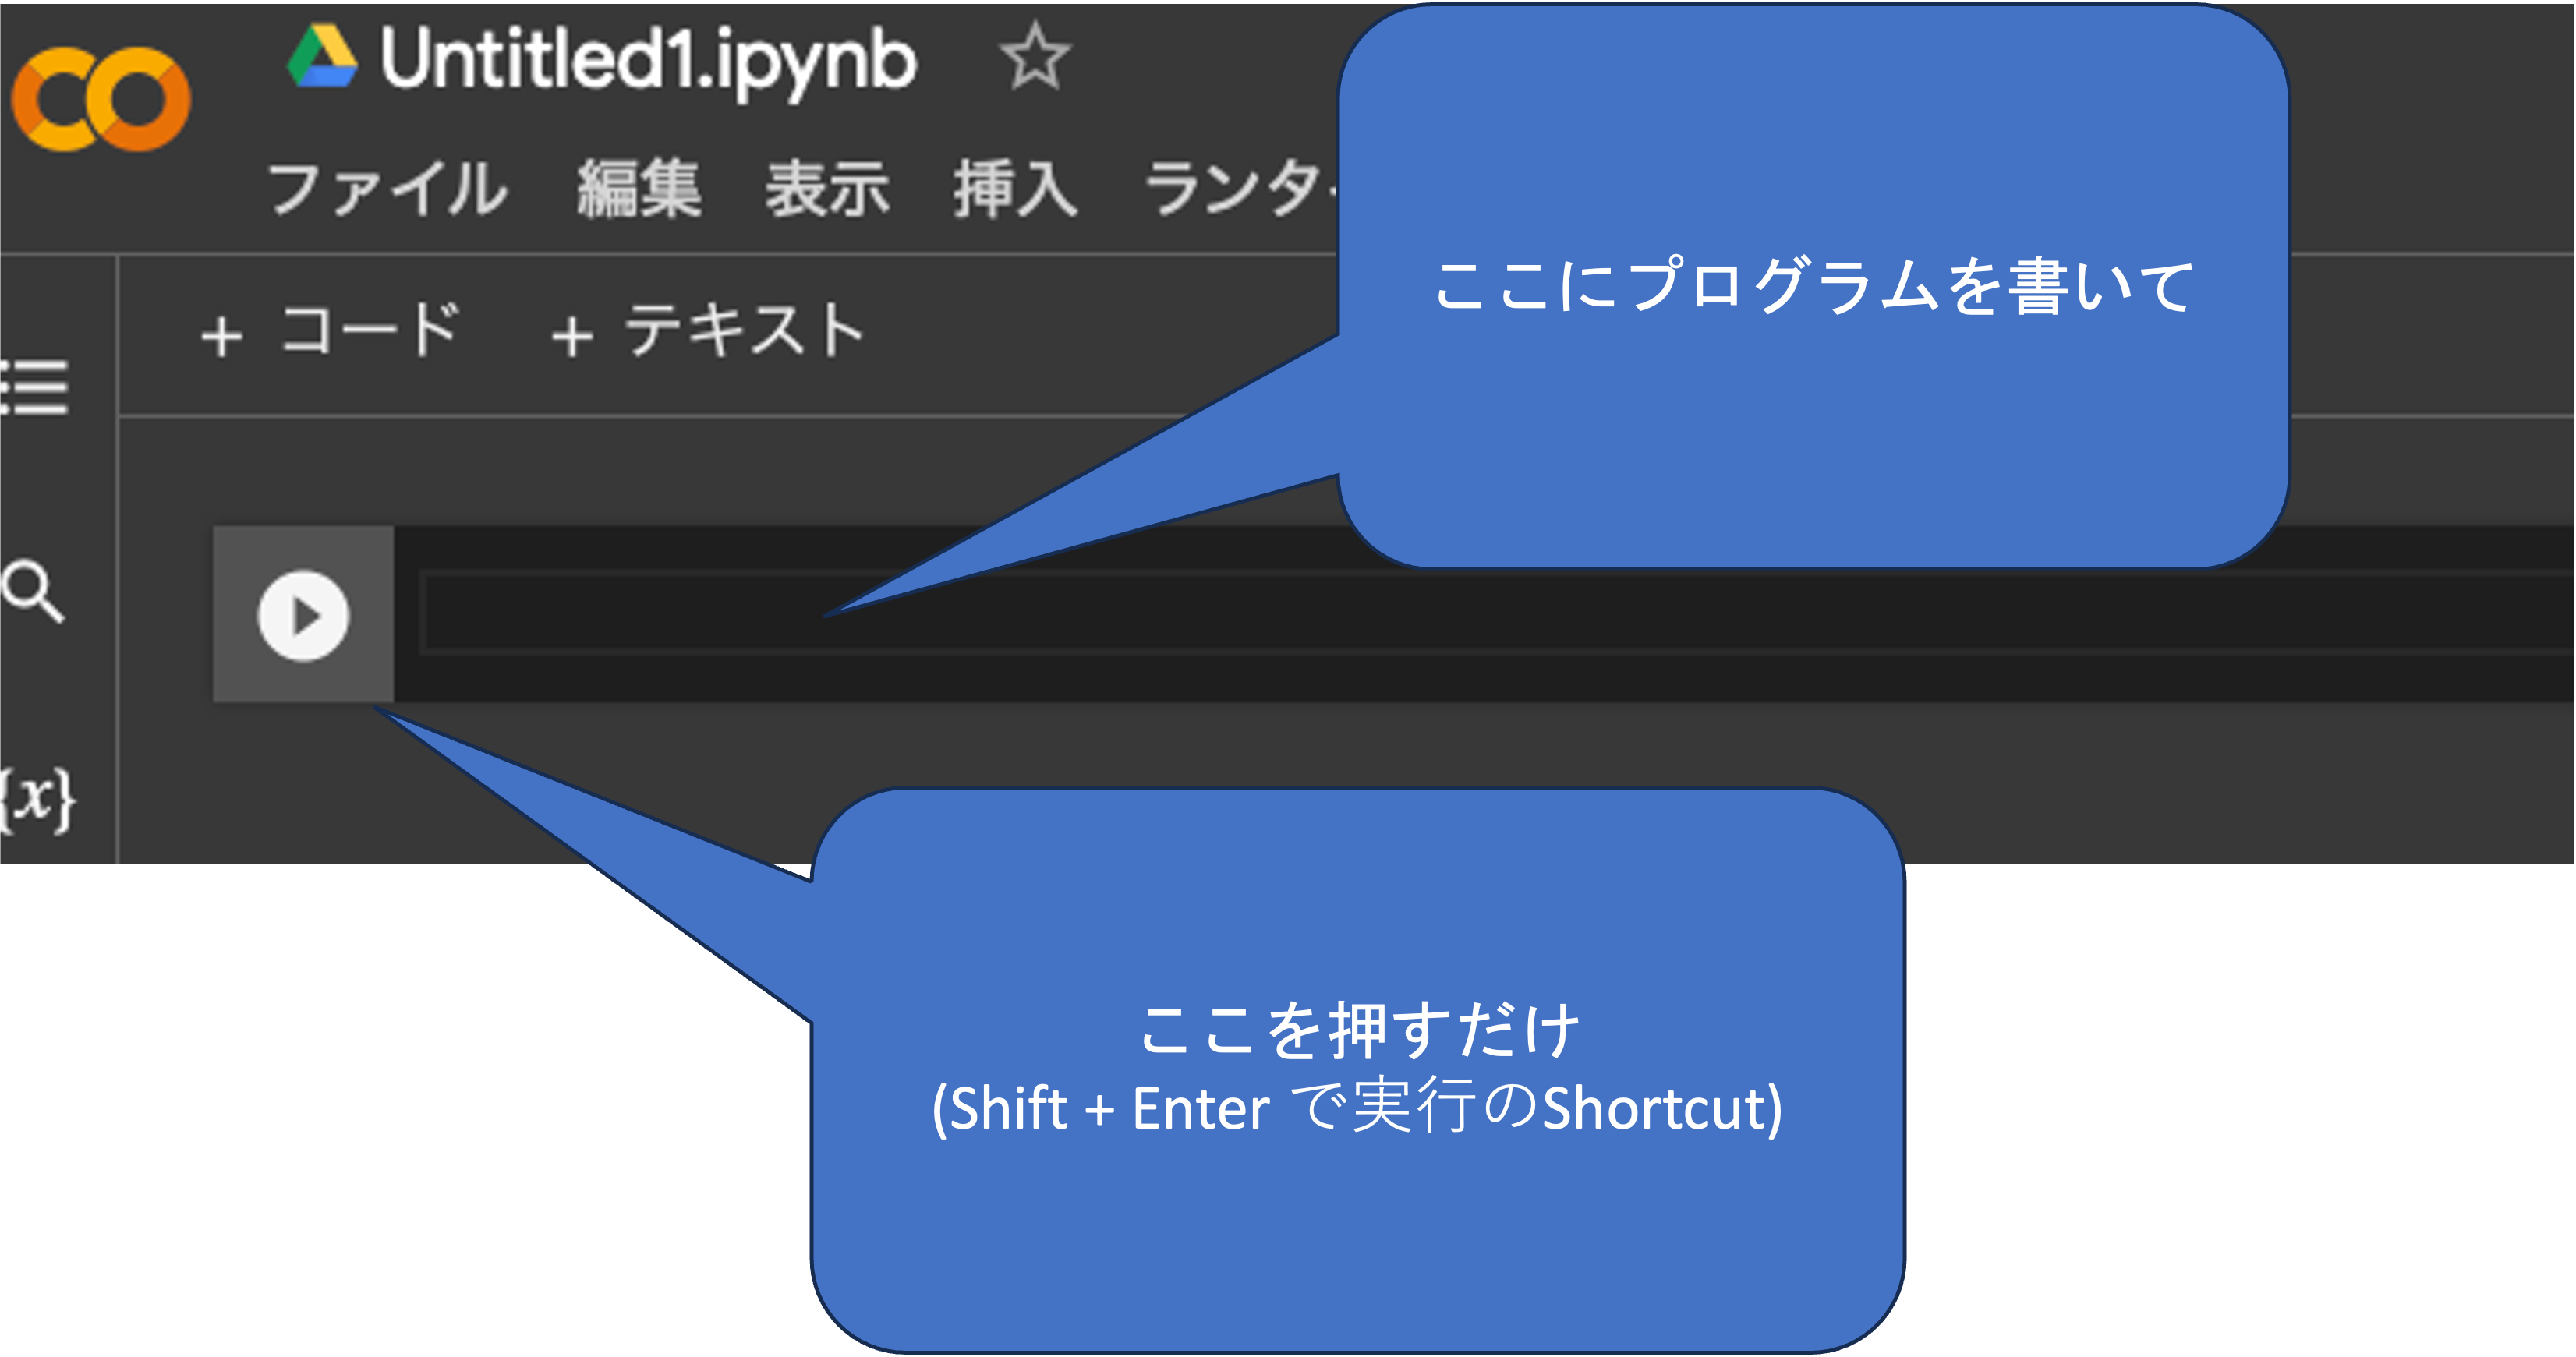 Untitled1.ipynb
ファイル 編集 表示 挿入 ランタ
+ コード + テキスト
ここにプログラムを書いて
{x}
ここを押すだけ
(Shift + Enter で実行のShortcut)